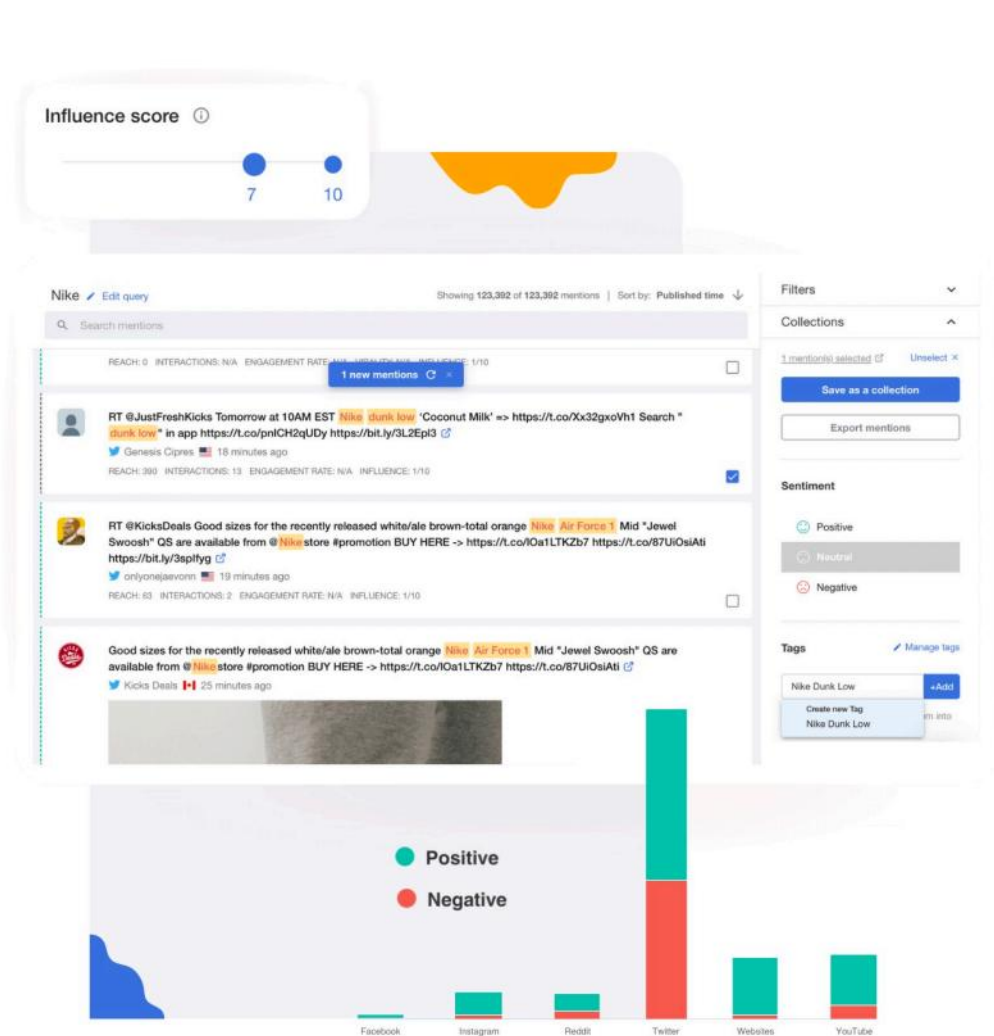 Influence score
7 10
Nike Edit query
Showing 123,392 of 123,392 mentions | Sort by: Published time
Search mentions
REACH: 0 INTERACTIONS: N/A ENGAGEMENT RATE: 1/10
1 new mentions
RT @JustFreshKicks Tomorrow at 10AM EST Nike dunk low 'Coconut Milk' => https://t.co/Xx32gxoVh1 Search "
dunk low" in app https://t.co/pnICH2qUDy https://bit.ly/3L2EpI3
Genesis Cipres 18 minutes ago
REACH: 390 INTERACTIONS: 13 ENGAGEMENT RATE: N/A INFLUENCE: 1/10
RT @KicksDeals Good sizes for the recently released white/ale brown-total orange Nike Air Force 1 Mid "Jewel
Swoosh" QS are available from @Nikestore #promotion BUY HERE -> https://t.co/IOa1LTKZb7 https://t.co/87UiOsiAti
https://bit.ly/3splfyg
onlyonejaevonn 19 minutes ago
REACH: 63 INTERACTIONS: 2 ENGAGEMENT RATE: N/A INFLUENCE: 1/10
KICKS
Good sizes for the recently released white/ale brown-total orange Nike Air Force 1 Mid "Jewel Swoosh" QS are
available from @Nikestore #promotion BUY HERE -> https://t.co/IOa1LTKZb7 https://t.co/87UiOsiAti
Kicks Deals 25 minutes ago
Filters
Collections
1 mention(s) selected Unselect ×
Save as a collection
Export mentions
Sentiment
Positive
Neutral
Negative
Tags Manage tags
Nike Dunk Low +Add
Create new Tag
Nike Dunk Low
into
Positive
Negative
Facebook Instagram Reddit Twitter Websites YouTube